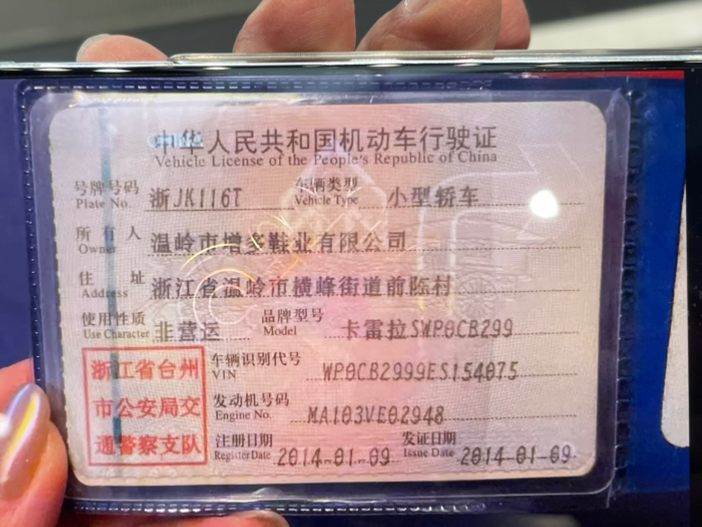 中华人民共和国机动车行驶证
Vehicle License of the People's Republic of China
号牌号码 Plate No. 浙JK116T 车辆类型 Vehicle Type 小型轿车
所有人 Owner 温岭市增多鞋业有限公司
住址 Address 浙江省温岭市横峰街道前陈村
使用性质 Use Character 非营运 品牌型号 Model 卡雷拉SWP0CB299
浙江省台州
车辆识别代号 VIN WP0CB2999ES154075
市公安局交
发动机号码 Engine No. MA103VE02948
通警察支队
注册日期 Register Date 2014-01-09 发证日期 Issue Date 2014-01-09